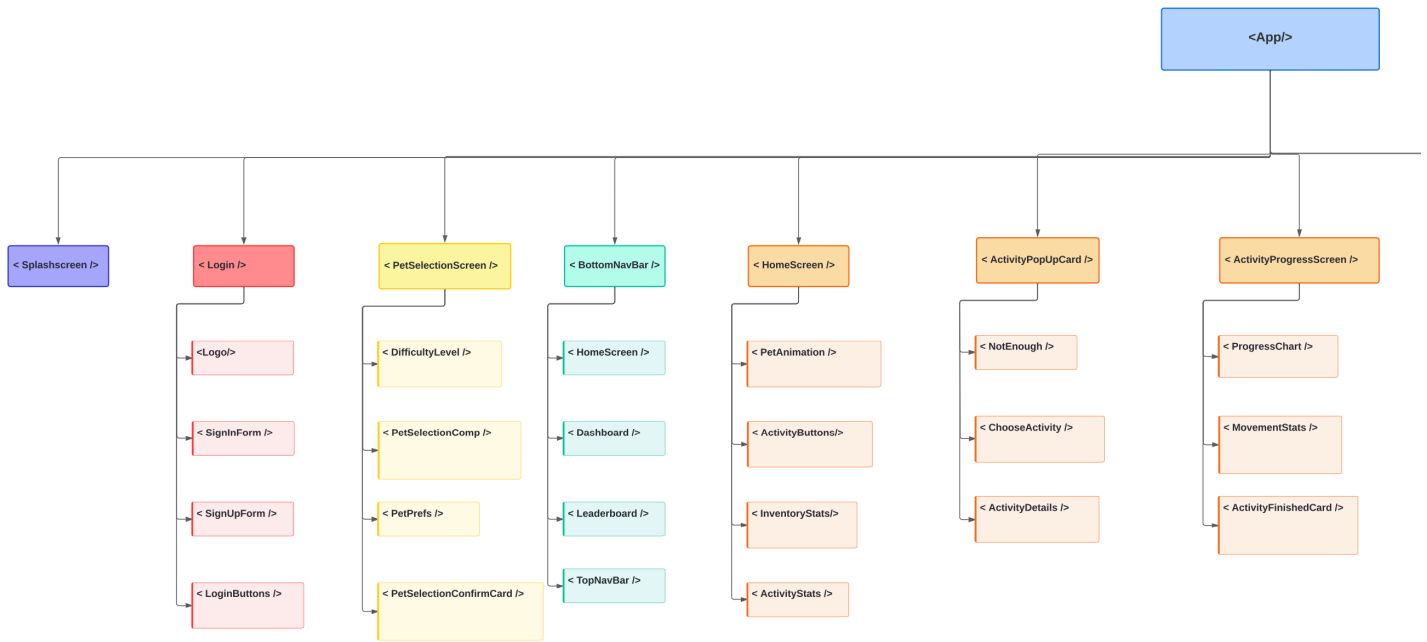 <App/>
< Splashscreen />
< Login />
< PetSelectionScreen />
< BottomNavBar />
< HomeScreen />
< ActivityPopUpCard />
< ActivityProgressScreen />
<Logo/>
< SignInForm />
< SignUpForm />
< LoginButtons />
< DifficultyLevel />
< PetSelectionComp />
< PetPrefs />
< PetSelectionConfirmCard />
< HomeScreen />
< Dashboard />
< Leaderboard />
< TopNavBar />
< PetAnimation />
< ActivityButtons/>
< InventoryStats/>
< ActivityStats />
< NotEnough />
< ChooseActivity />
< ActivityDetails />
< ProgressChart />
< MovementStats />
< ActivityFinishedCard />